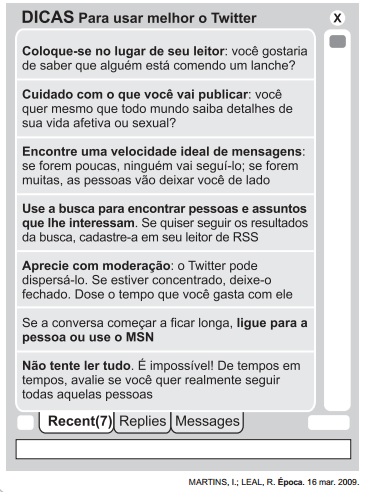 DICAS Para usar melhor o Twitter X
Coloque-se no lugar de seu leitor: você gostaria
de saber que alguém está comendo um lanche?
Cuidado com o que você vai publicar: você
quer mesmo que todo mundo saiba detalhes de
sua vida afetiva ou sexual?
Encontre uma velocidade ideal de mensagens:
se forem poucas, ninguém vai seguí-lo; se forem
muitas, as pessoas vão deixar você de lado
Use a busca para encontrar pessoas e assuntos
que lhe interessam. Se quiser seguir os resultados
da busca, cadastre-a em seu leitor de RSS
Aprecie com moderação: o Twitter pode
dispersá-lo. Se estiver concentrado, deixe-o
fechado. Dose o tempo que você gasta com ele
Se a conversa começar a ficar longa, ligue para a
pessoa ou use o MSN
Não tente ler tudo. É impossível! De tempos em
tempos, avalie se você quer realmente seguir
todas aquelas pessoas
Recent(7) Replies Messages
MARTINS, I.; LEAL, R. Época. 16 mar. 2009.